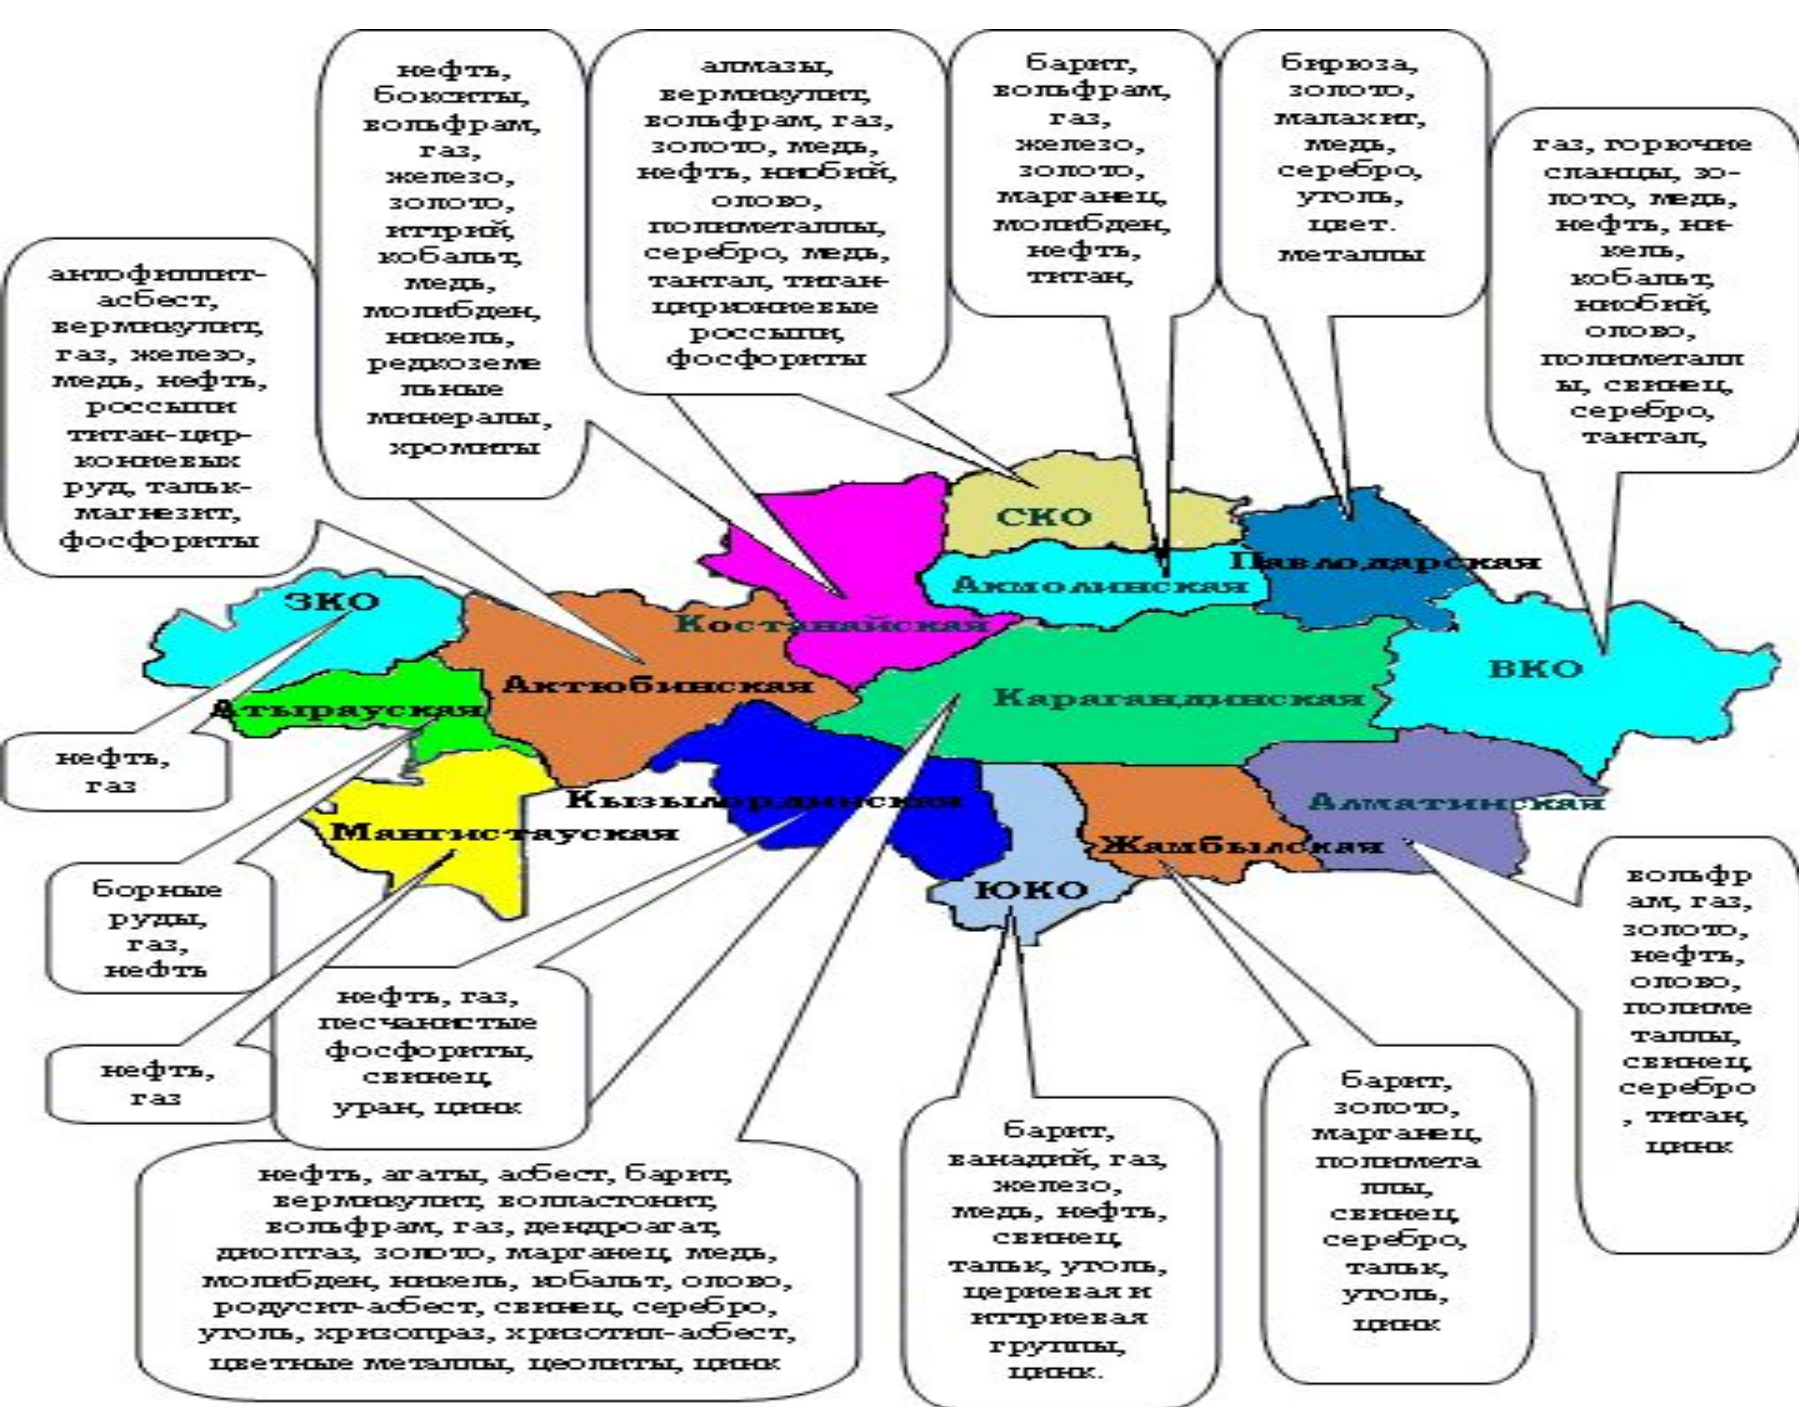 нефть,
бокситы,
вольфрам,
газ,
железо,
золото,
иттрий,
кобальт,
медь,
молибден,
никель,
редкоземе
льные
минералы,
хромиты
алмазы,
вермикулит,
вольфрам, газ,
золото, медь,
нефть, ниобий,
олово,
полиметаллы,
серебро, медь,
тантал, титан-
циркониевые
россыпи,
фосфориты
барит,
вольфрам,
газ,
железо,
золото,
марганец,
молибден,
нефть,
титан,
бирюза,
золото,
малахит,
медь,
серебро,
уголь,
цвет.
металлы
газ, горючие
сланцы, зо-
лото, медь,
нефть, ни-
кель,
кобальт,
ниобий,
олово,
полиметалл
ы, свинец,
серебро,
тантал,
антофиллит-
асбест,
вермикулит,
газ, железо,
медь, нефть,
россыпи
титан-цир-
кониевых
руд, тальк-
магнезит,
фосфориты
СКО
Павлодарская
Акмолинская
ЗКО
Костанайская
ВКО
Актюбинская
Карагандинская
Атырауская
Кызылординская
Алматинская
Мангистауская
Жамбылская
ЮКО
нефть,
газ
борные
руды,
газ,
нефть
нефть,
газ
нефть, газ,
песчанистые
фосфориты,
свинец,
уран, цинк
нефть, агаты, асбест, барит,
вермикулит, волластонит,
вольфрам, газ, дендроагат,
диоптаз, золото, марганец, медь,
молибден, никель, кобальт, олово,
родусит-асбест, свинец, серебро,
уголь, хризопраз, хризотил-асбест,
цветные металлы, цеолиты, цинк
барит,
ванадий, газ,
железо,
медь, нефть,
свинец,
тальк, уголь,
цериевая и
иттриевая
группы,
цинк.
барит,
золото,
марганец,
полимета
ллы,
свинец,
серебро,
тальк,
уголь,
цинк
вольфр
ам, газ,
золото,
нефть,
олово,
полиме
таллы,
свинец,
серебро
, титан,
цинк